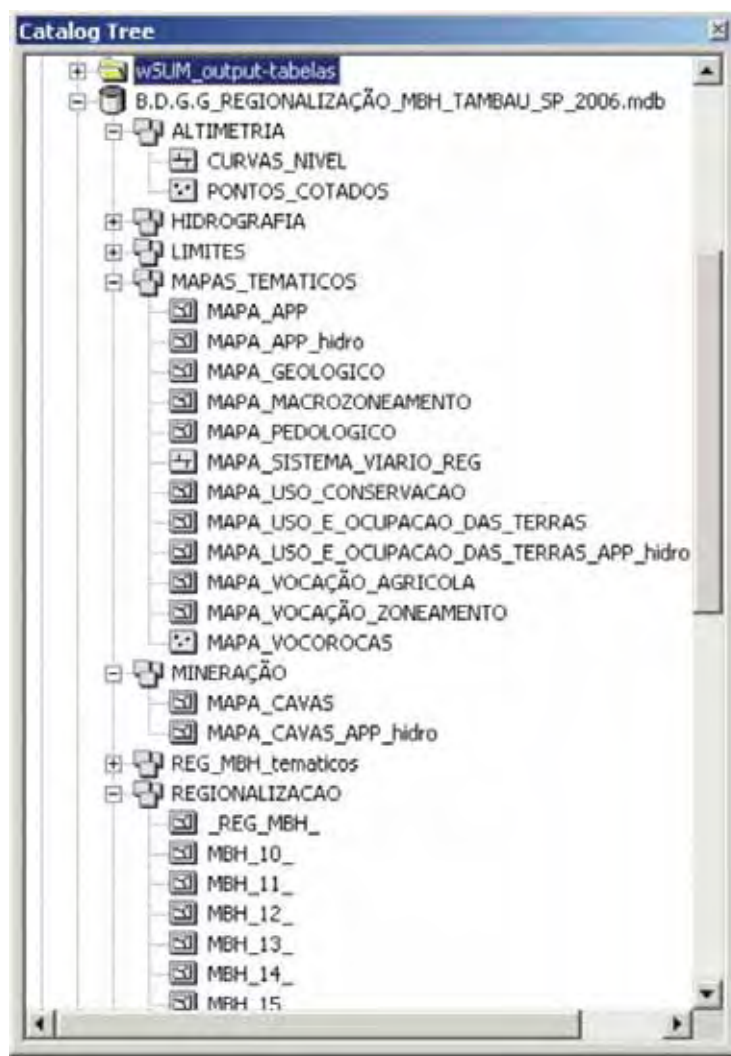 Catalog Tree
wSUM_output-tabelas
B.D.G.G_REGIONALIZAÇÃO_MBH_TAMBAU_SP_2006.mdb
ALTIMETRIA
CURVAS_NIVEL
PONTOS_COTADOS
HIDROGRAFIA
LIMITES
MAPAS_TEMATICOS
MAPA_APP
MAPA_APP_hidro
MAPA_GEOLOGICO
MAPA_MACROZONEAMENTO
MAPA_PEDOLOGICO
MAPA_SISTEMA_VIARIO_REG
MAPA_USO_CONSERVACAO
MAPA_USO_E_OCUPACAO_DAS_TERRAS
MAPA_USO_E_OCUPACAO_DAS_TERRAS_APP_hidro
MAPA_VOCAÇÃO_AGRICOLA
MAPA_VOCAÇÃO_ZONEAMENTO
MAPA_VOCOROCAS
MINERAÇÃO
MAPA_CAVAS
MAPA_CAVAS_APP_hidro
REG_MBH_tematicos
REGIONALIZACAO
_REG_MBH_
MBH_10_
MBH_11_
MBH_12_
MBH_13_
MBH_14_
MBH_15_